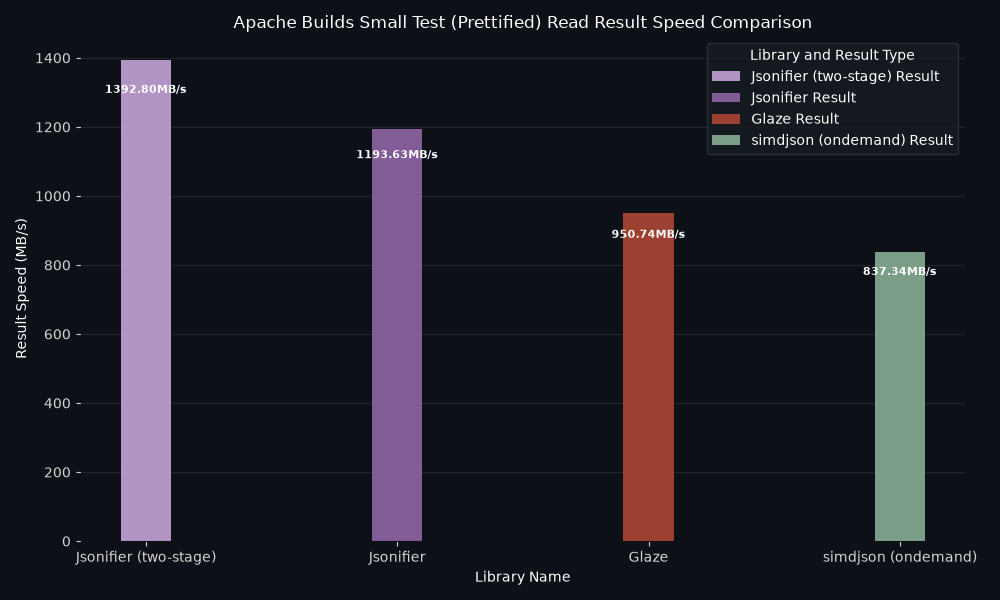 Apache Builds Small Test (Prettified) Read Result Speed Comparison
Library and Result Type
Jsonifier (two-stage) Result
Jsonifier Result
Glaze Result
simdjson (ondemand) Result
Result Speed (MB/s)
1400
1200
1000
800
600
400
200
0
1392.80MB/s
1193.63MB/s
950.74MB/s
837.34MB/s
Jsonifier (two-stage)
Jsonifier
Glaze
simdjson (ondemand)
Library Name